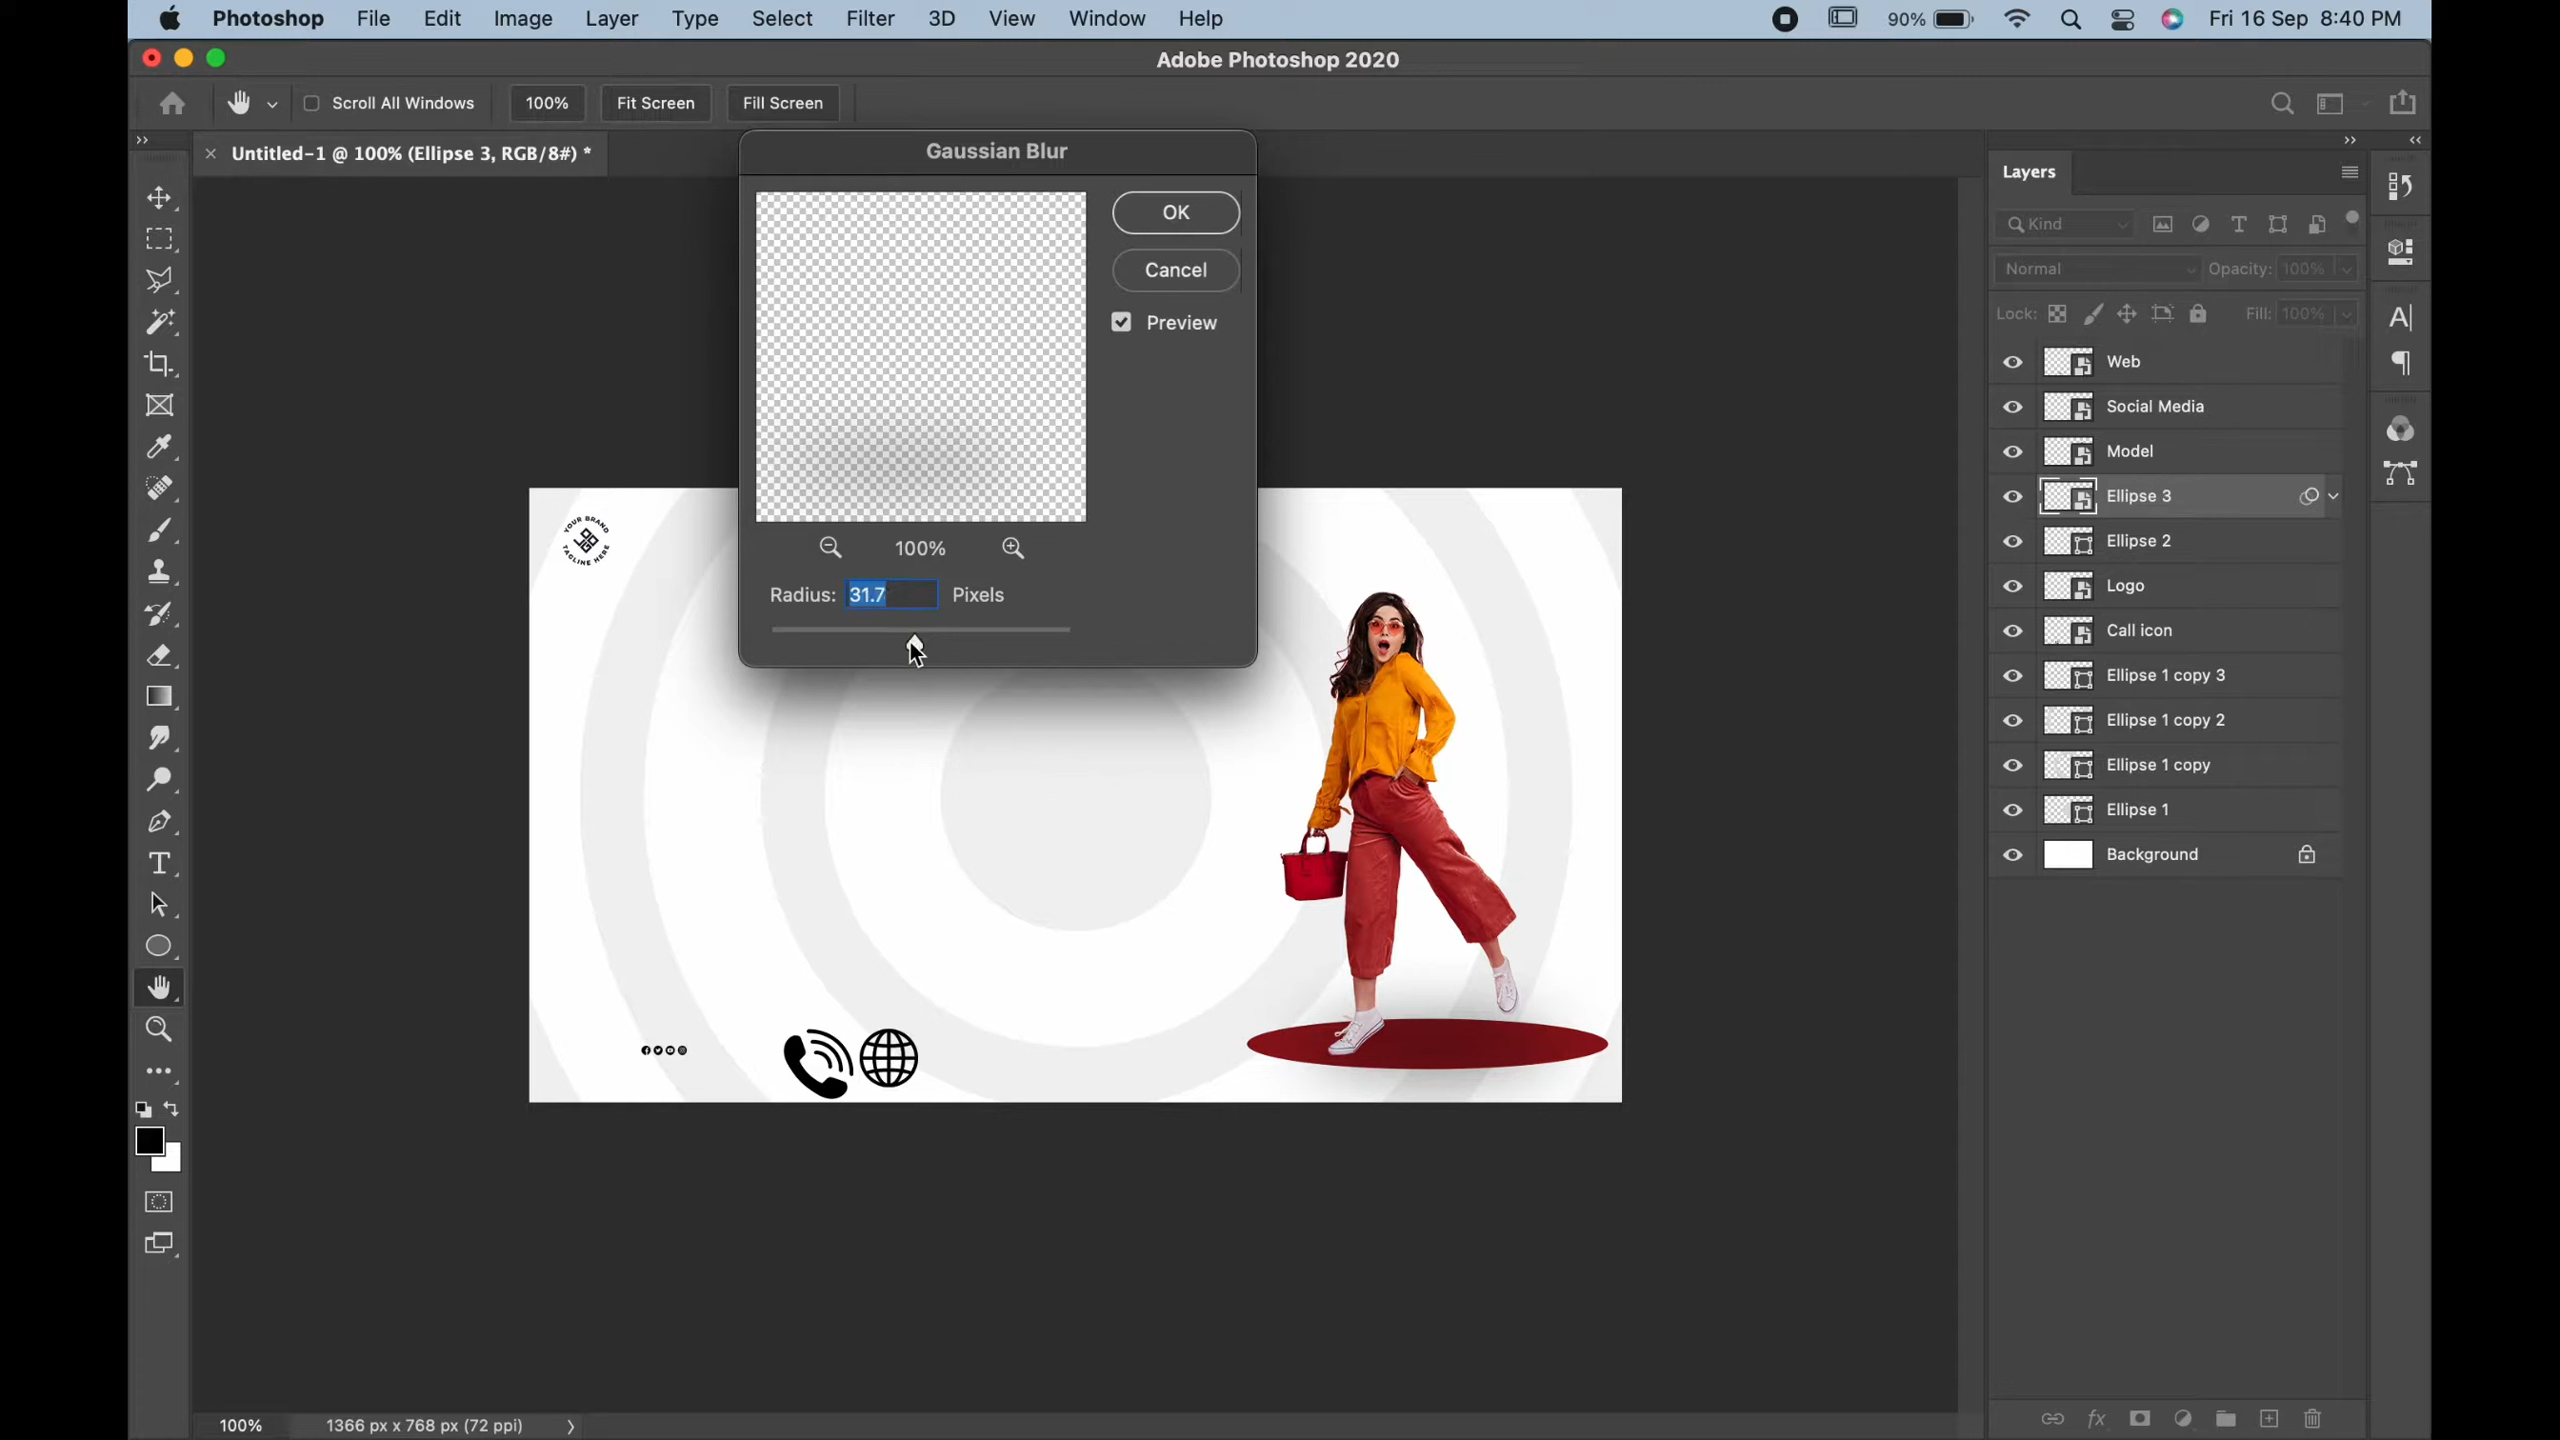 Photoshop File Edit Image Layer Type Select Filter 3D View Window Help 90% Fri 16 Sep 8:40 PM
Adobe Photoshop 2020
Scroll All Windows 100% Fit Screen Fill Screen
Untitled-1 @ 100% (Ellipse 3, RGB/8#) *
Gaussian Blur
OK
Cancel
Preview
100%
Radius: 31.7 Pixels
YOUR BRAND
TAGLINE HERE
Layers
Kind
Normal Opacity: 100%
Lock: Fill: 100%
Web
Social Media
Model
Ellipse 3
Ellipse 2
Logo
Call icon
Ellipse 1 copy 3
Ellipse 1 copy 2
Ellipse 1 copy
Ellipse 1
Background
100% 1366 px x 768 px (72 ppi)